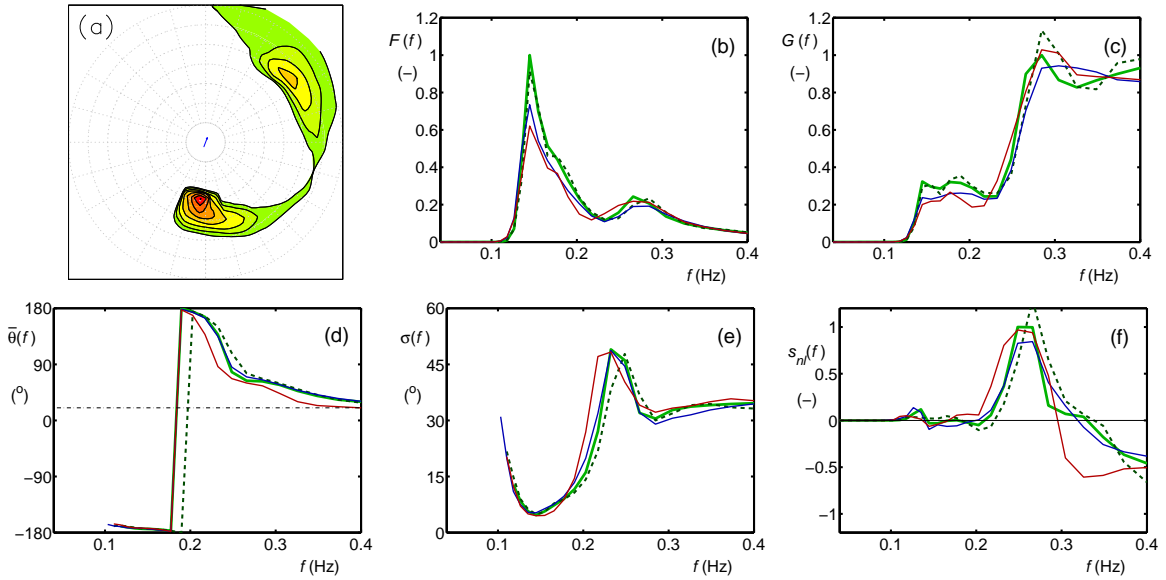 (a)
F(f)
(–)
(b)
1.2
1
0.8
0.6
0.4
0.2
0
0.1 0.2 0.3 0.4
f (Hz)
G(f)
(–)
(c)
1.2
1
0.8
0.6
0.4
0.2
0
0.1 0.2 0.3 0.4
f (Hz)
θ̄(f)
(°)
(d)
180
90
0
−90
−180
0.1 0.2 0.3 0.4
f (Hz)
σ(f)
(°)
(e)
60
45
30
15
0
0.1 0.2 0.3 0.4
f (Hz)
s_nl(f)
(–)
(f)
1
0.5
0
−0.5
−1
0.1 0.2 0.3 0.4
f (Hz)